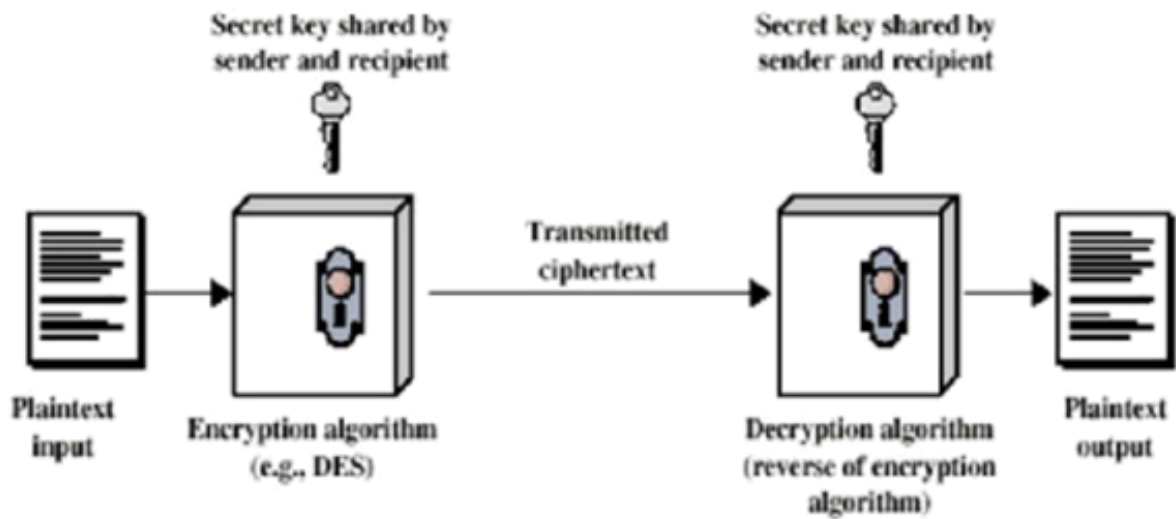 Secret key shared by
sender and recipient
Secret key shared by
sender and recipient
Transmitted
ciphertext
Plaintext
input
Encryption algorithm
(e.g., DES)
Decryption algorithm
(reverse of encryption
algorithm)
Plaintext
output